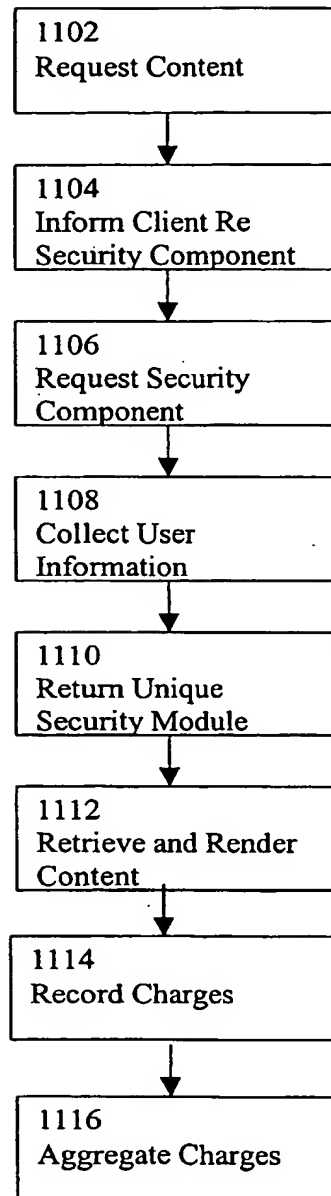 1102
Request Content
1104
Inform Client Re
Security Component
1106
Request Security
Component
1108
Collect User
Information
1110
Return Unique
Security Module
1112
Retrieve and Render
Content
1114
Record Charges
1116
Aggregate Charges